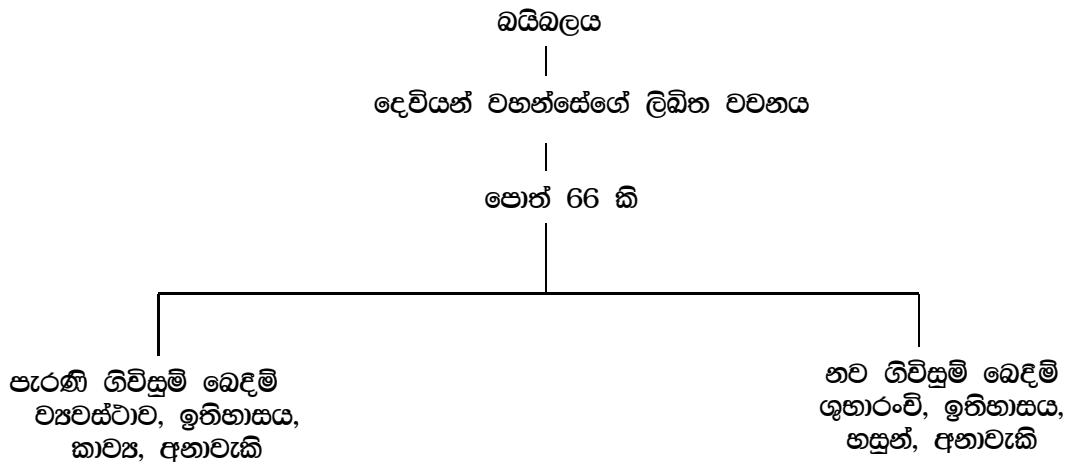 බයිබලය
දෙවියන් වහන්සේගේ ලිඛිත වචනය
පොත් 66 කි
පැරණි ගිවිසුම් බෙදීම්
ව්‍යවස්ථාව, ඉතිහාසය,
කාව්‍ය, අනාවැකි
නව ගිවිසුම් බෙදීම්
ශුභාරංචි, ඉතිහාසය,
හසුන්, අනාවැකි